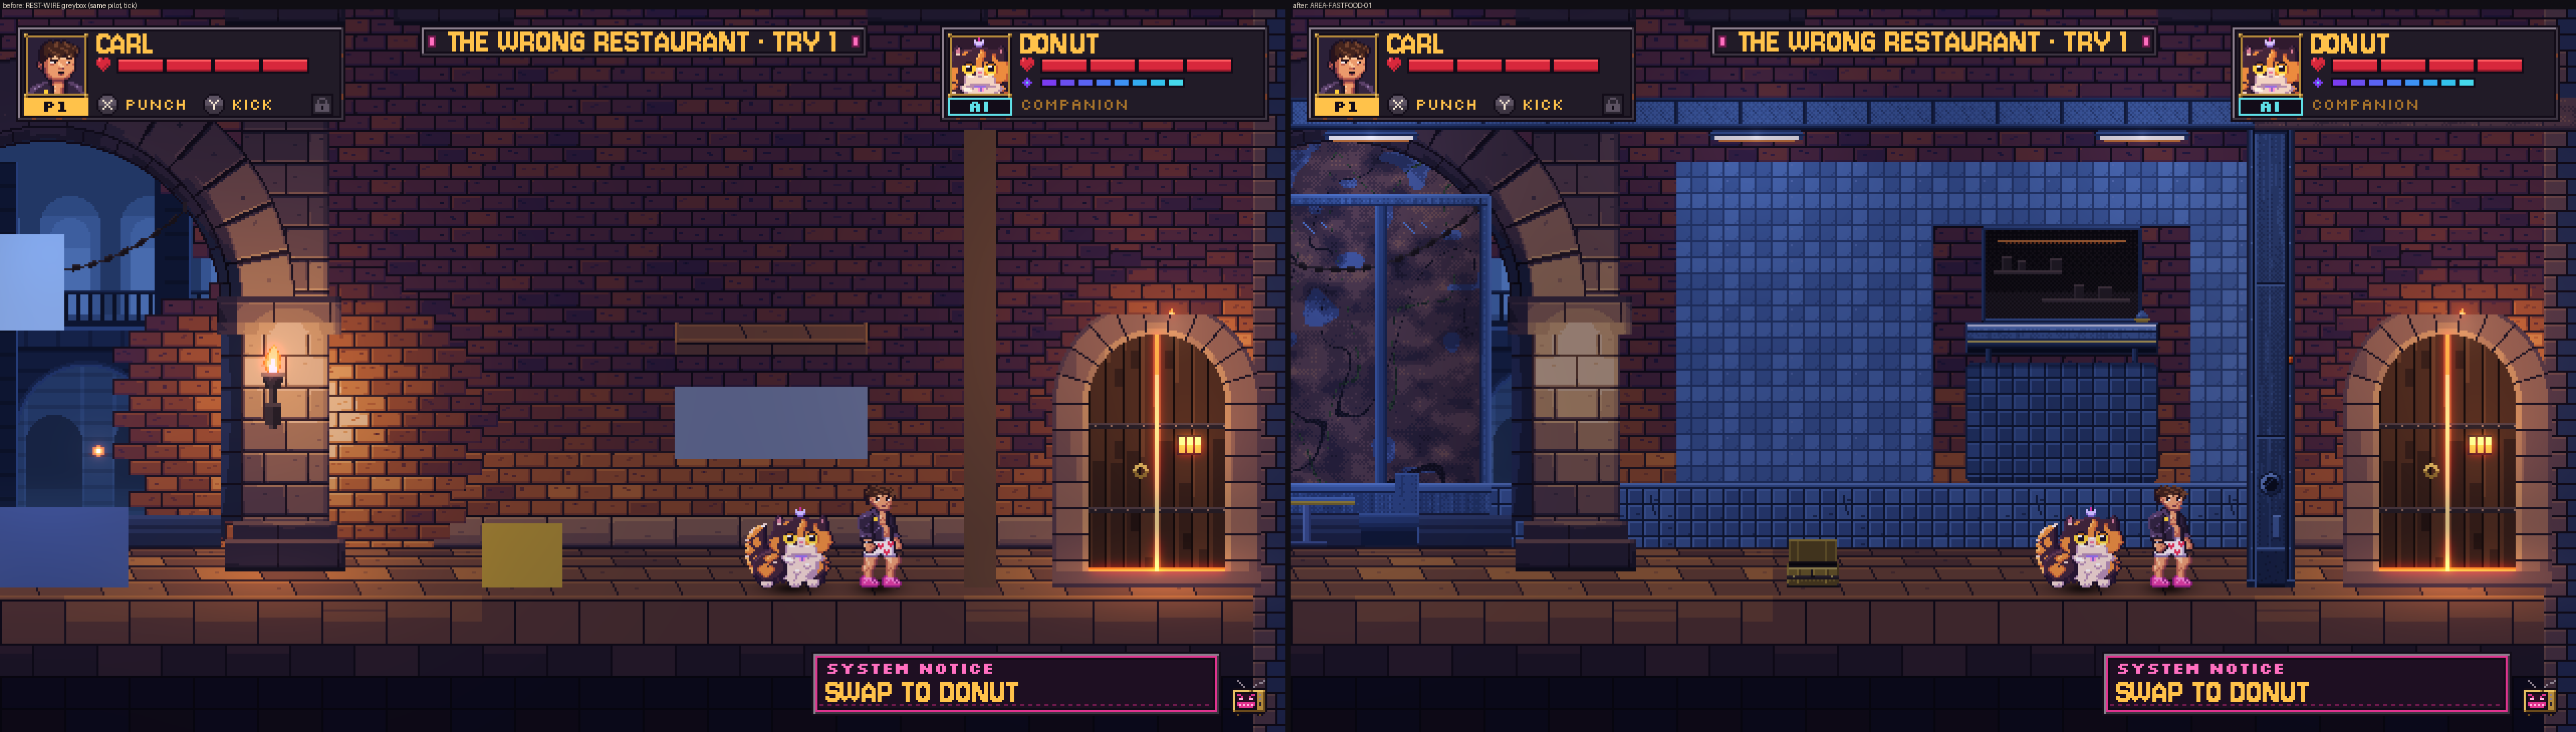 before: REST-WIRE greybox (same pilot, tick)
CARL
THE WRONG RESTAURANT · TRY 1
DONUT
P1
X PUNCH Y KICK
AI
COMPANION
SYSTEM NOTICE
SWAP TO DONUT
after: AREA-FASTFOOD-01
CARL
THE WRONG RESTAURANT · TRY 1
DONUT
P1
X PUNCH Y KICK
AI
COMPANION
SYSTEM NOTICE
SWAP TO DONUT